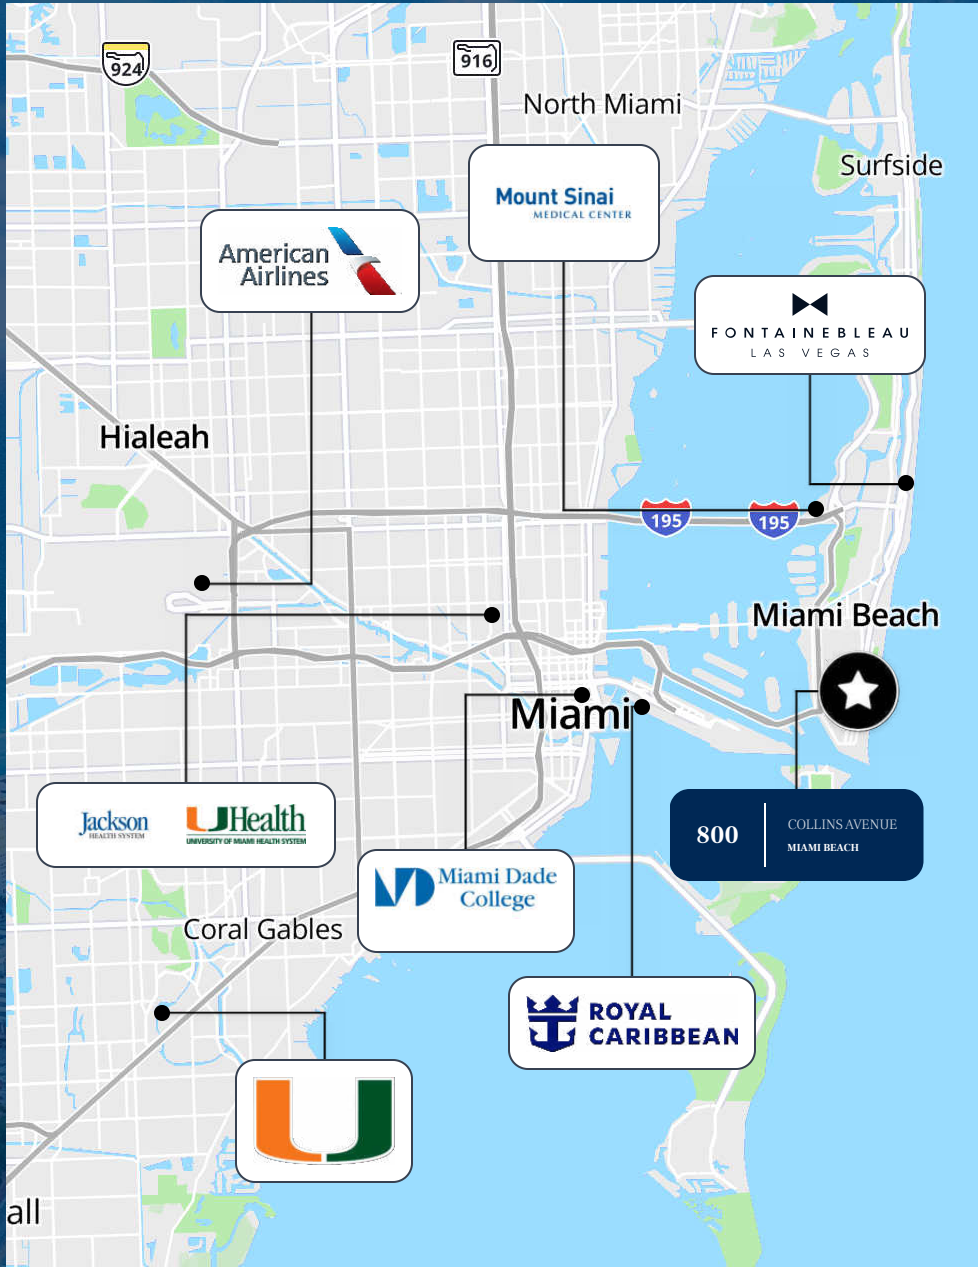 924
916
North Miami
Surfside
Mount Sinai
MEDICAL CENTER
American
Airlines
FONTAINEBLEAU
LAS VEGAS
Hialeah
195
195
Miami Beach
Miami
800
COLLINS AVENUE
MIAMI BEACH
Jackson
HEALTH SYSTEM
UHealth
UNIVERSITY OF MIAMI HEALTH SYSTEM
Miami Dade
College
Coral Gables
ROYAL
CARIBBEAN
U
all